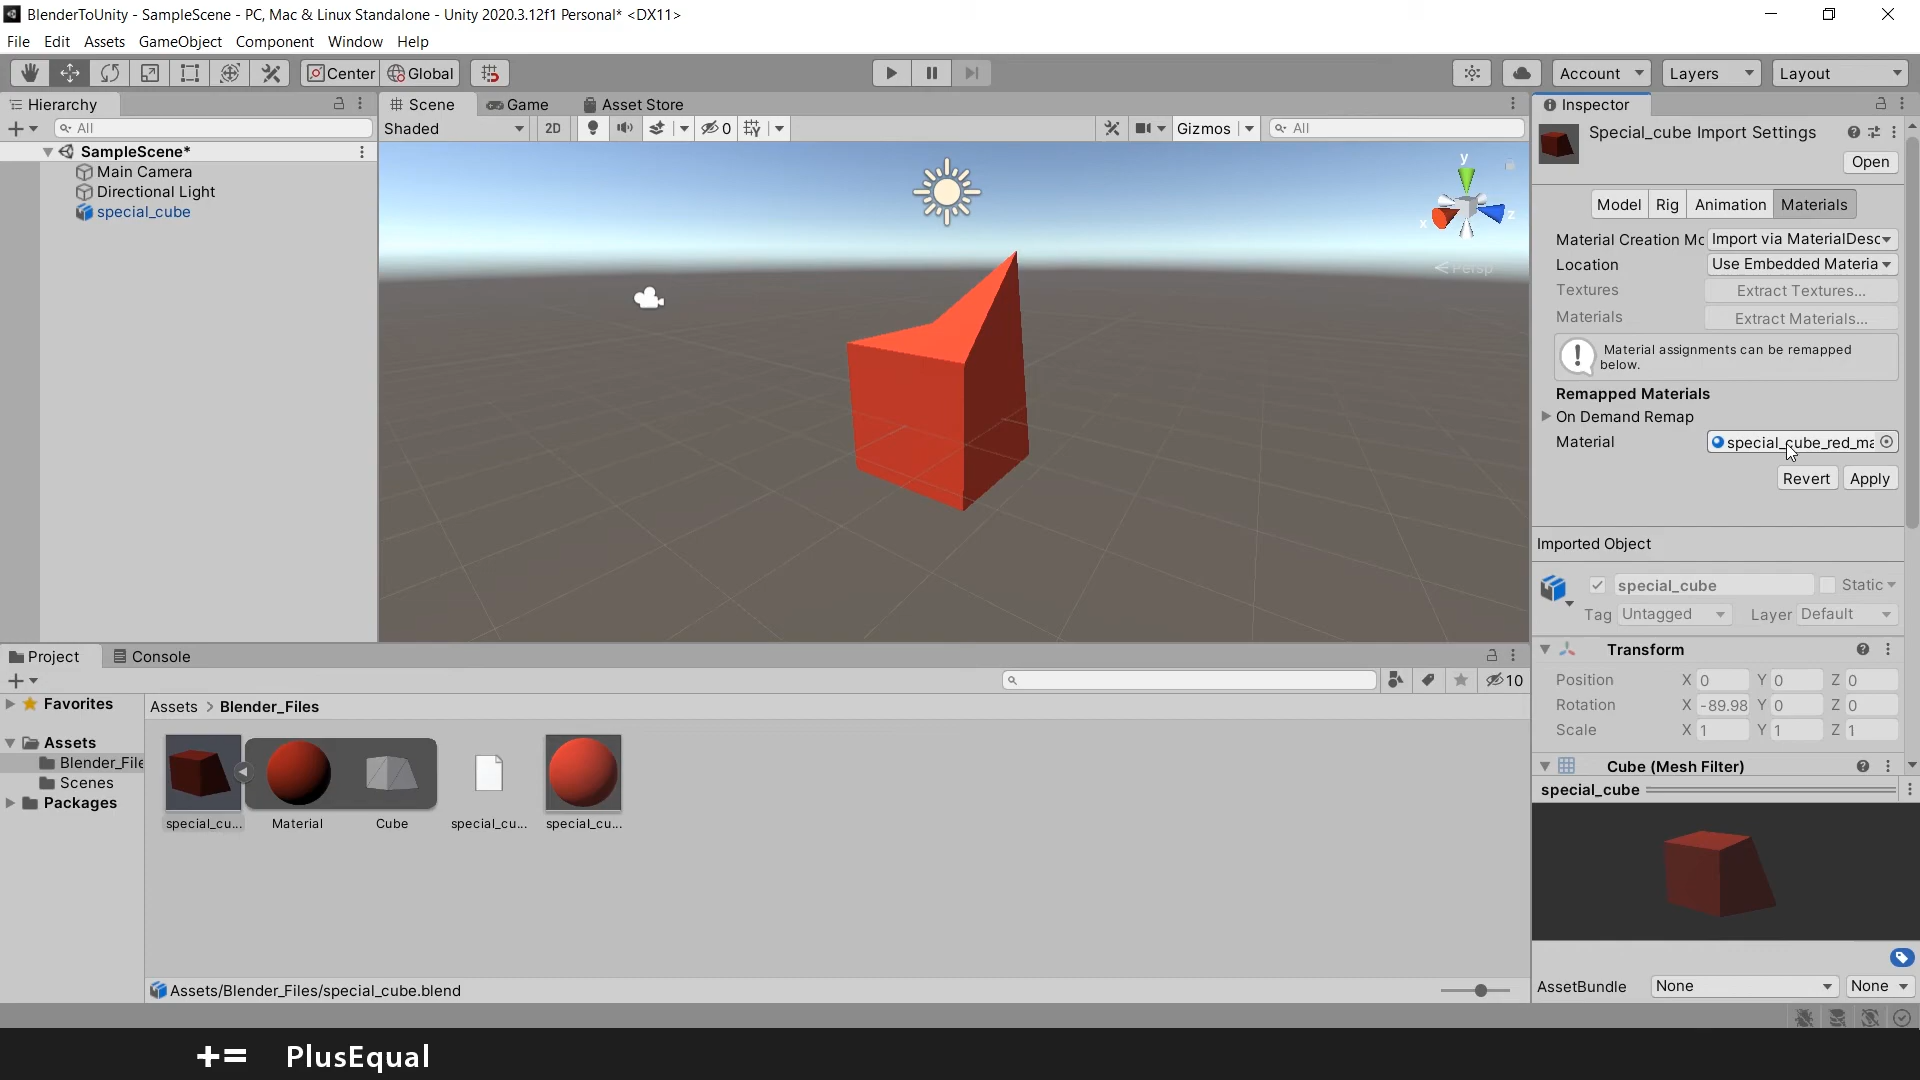 BlenderToUnity - SampleScene - PC, Mac & Linux Standalone - Unity 2020.3.12f1 Personal* <DX11>
File Edit Assets GameObject Component Window Help
Center Global Account Layers Layout
Hierarchy
All
SampleScene*
Main Camera
Directional Light
special_cube
Scene Game Asset Store
Shaded 2D 0 Gizmos All
y
x z
Persp
Inspector
Special_cube Import Settings
Open
Model Rig Animation Materials
Material Creation Mc Import via MaterialDesc
Location Use Embedded Materia
Textures Extract Textures...
Materials Extract Materials...
Material assignments can be remapped
below.
Remapped Materials
On Demand Remap
Material special_cube_red_ma
Revert Apply
Imported Object
special_cube Static
Tag Untagged Layer Default
Transform
Position X 0 Y 0 Z 0
Rotation X -89.98 Y 0 Z 0
Scale X 1 Y 1 Z 1
Cube (Mesh Filter)
special_cube
AssetBundle None None
Project Console
10
Favorites
Assets
Blender_File
Scenes
Packages
Assets > Blender_Files
special_cu... Material Cube special_cu... special_cu...
Assets/Blender_Files/special_cube.blend
+= PlusEqual